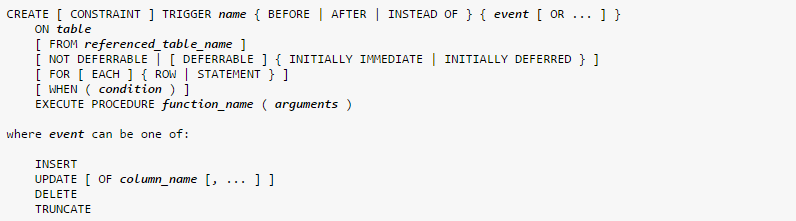 CREATE [ CONSTRAINT ] TRIGGER name { BEFORE | AFTER | INSTEAD OF } { event [ OR ... ] }
ON table
[ FROM referenced_table_name ]
[ NOT DEFERRABLE | [ DEFERRABLE ] { INITIALLY IMMEDIATE | INITIALLY DEFERRED } ]
[ FOR [ EACH ] { ROW | STATEMENT } ]
[ WHEN ( condition ) ]
EXECUTE PROCEDURE function_name ( arguments )
where event can be one of:
INSERT
UPDATE [ OF column_name [, ... ] ]
DELETE
TRUNCATE